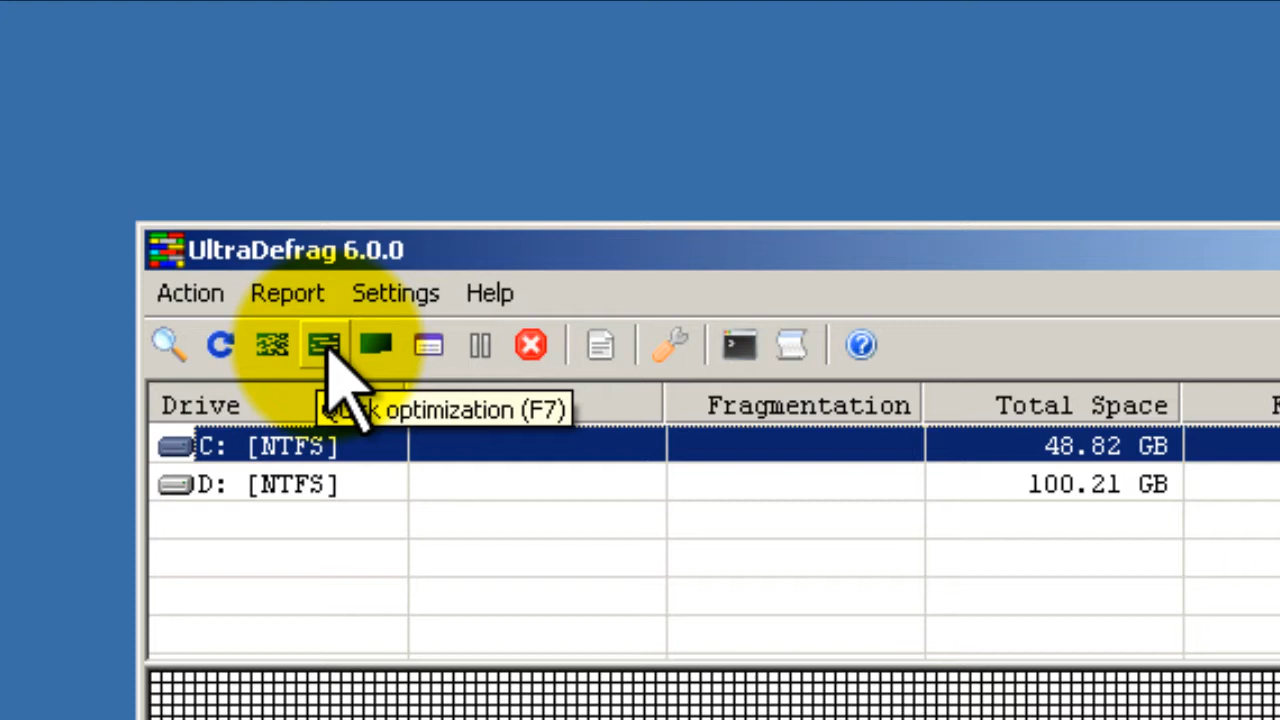 UltraDefrag 6.0.0
Action Report Settings Help
Drive Fragmentation Total Space
optimization (F7)
C: [NTFS] 48.82 GB
D: [NTFS] 100.21 GB